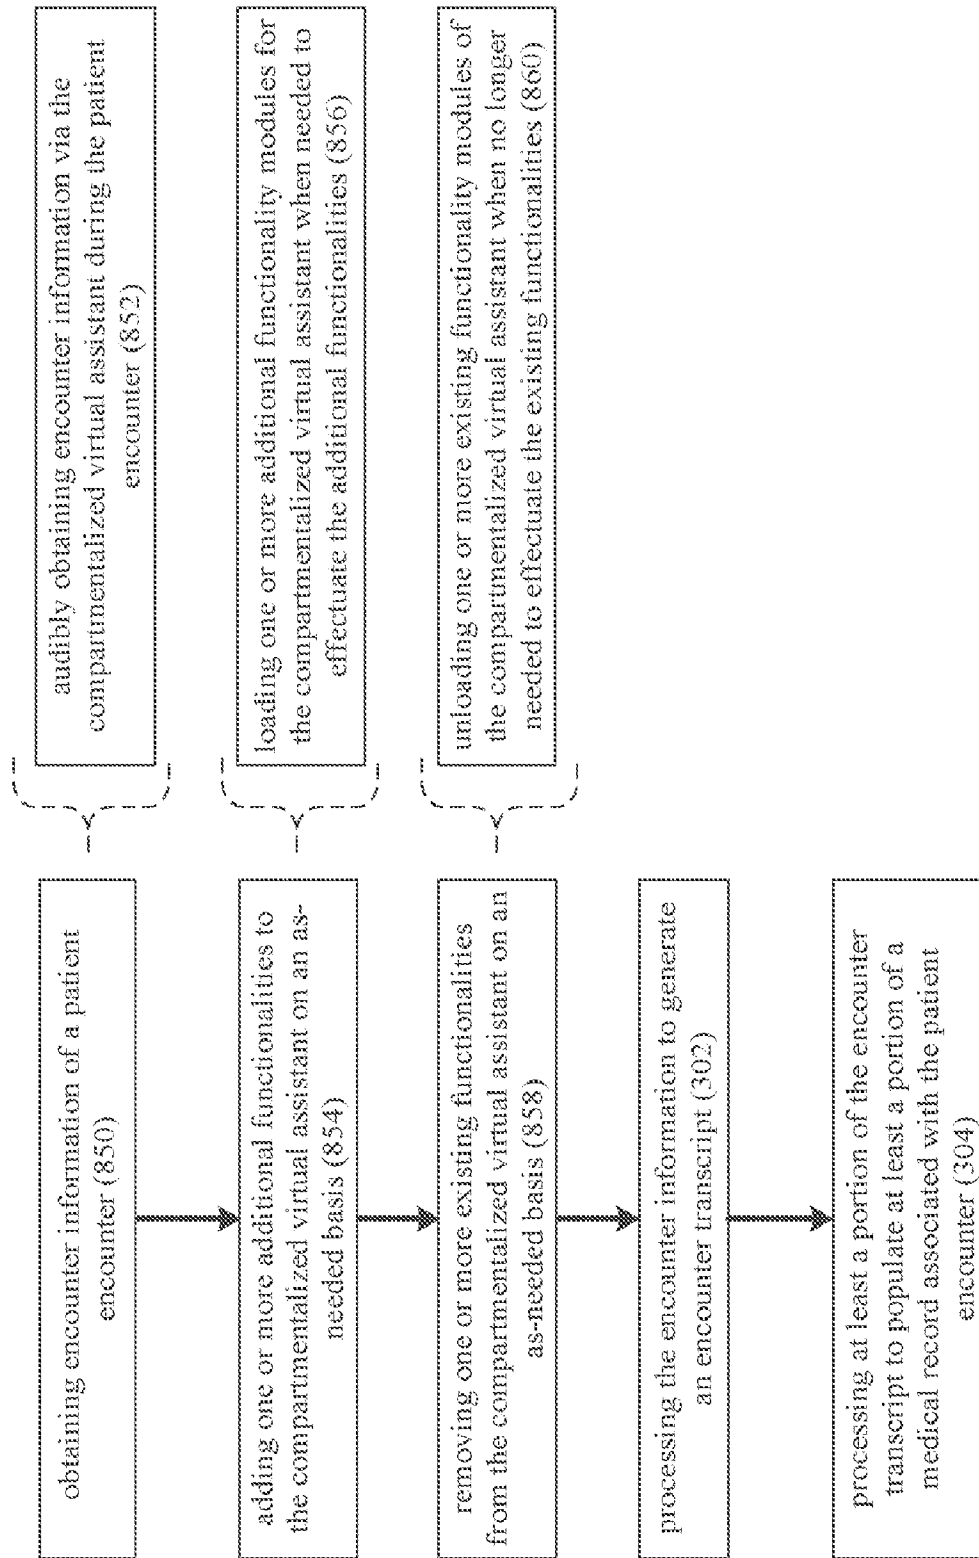 obtaining encounter information of a patient
encounter (850)
audibly obtaining encounter information via the
compartmentalized virtual assistant during the patient
encounter (852)
adding one or more additional functionalities to
the compartmentalized virtual assistant on an as-
needed basis (854)
loading one or more additional functionality modules for
the compartmentalized virtual assistant when needed to
effectuate the additional functionalities (856)
removing one or more existing functionalities
from the compartmentalized virtual assistant on an
as-needed basis (858)
unloading one or more existing functionality modules of
the compartmentalized virtual assistant when no longer
needed to effectuate the existing functionalities (860)
processing the encounter information to generate
an encounter transcript (302)
processing at least a portion of the encounter
transcript to populate at least a portion of a
medical record associated with the patient
encounter (304)